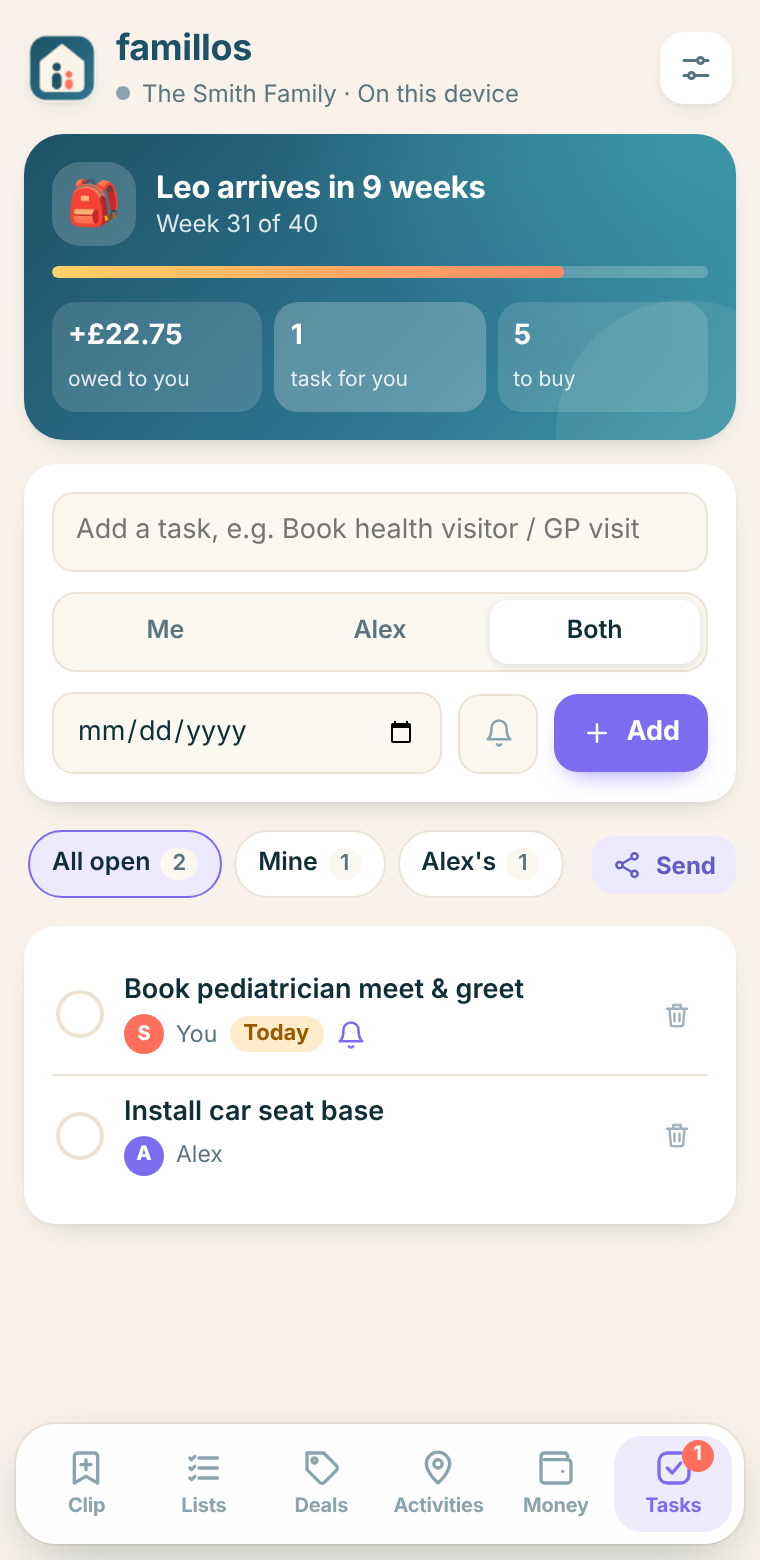 famillos
The Smith Family · On this device
Leo arrives in 9 weeks
Week 31 of 40
+£22.75
owed to you
1
task for you
5
to buy
Add a task, e.g. Book health visitor / GP visit
Me
Alex
Both
mm/dd/yyyy
Add
All open 2
Mine 1
Alex's 1
Send
Book pediatrician meet & greet
S You Today
Install car seat base
A Alex
Clip
Lists
Deals
Activities
Money
1
Tasks